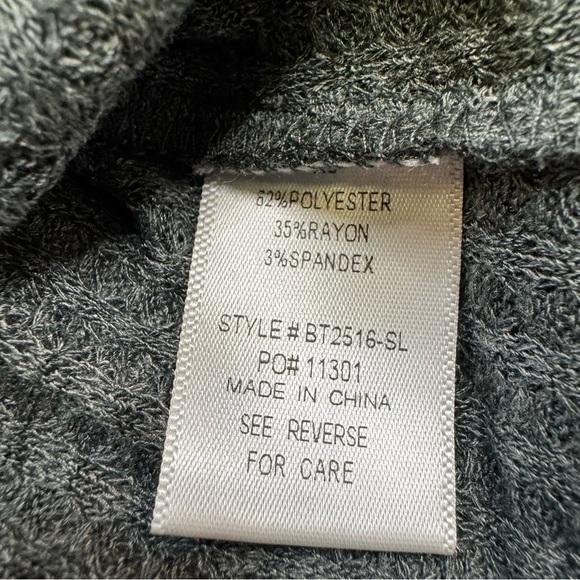 62%POLYESTER
35%RAYON
3%SPANDEX
STYLE # BT2516-SL
PO# 11301
MADE IN CHINA
SEE REVERSE
FOR CARE